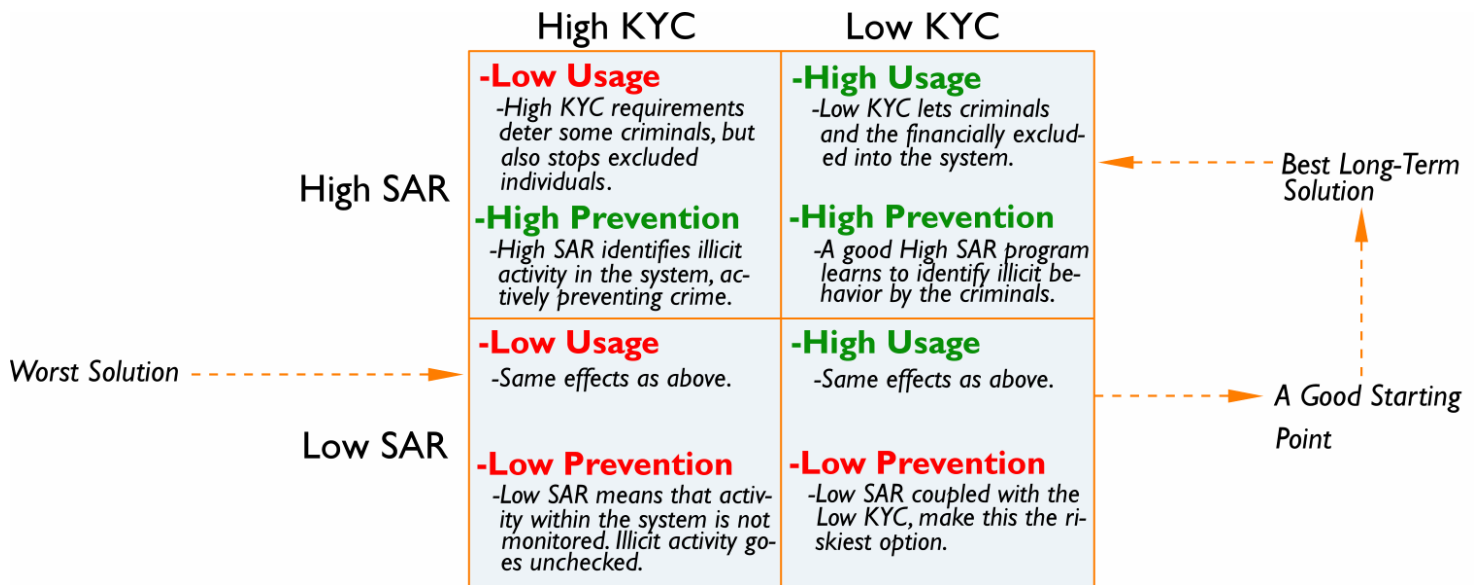 High KYC
Low KYC
High SAR
-Low Usage
-High KYC requirements
deter some criminals, but
also stops excluded
individuals.
-High Prevention
-High SAR identifies illicit
activity in the system, ac-
tively preventing crime.
-High Usage
-Low KYC lets criminals
and the financially exclud-
ed into the system.
-High Prevention
-A good High SAR program
learns to identify illicit be-
havior by the criminals.
Best Long-Term
Solution
Worst Solution
Low SAR
-Low Usage
-Same effects as above.
-Low Prevention
-Low SAR means that activ-
ity within the system is not
monitored. Illicit activity go-
es unchecked.
-High Usage
-Same effects as above.
-Low Prevention
-Low SAR coupled with the
Low KYC, make this the ri-
skiest option.
A Good Starting
Point